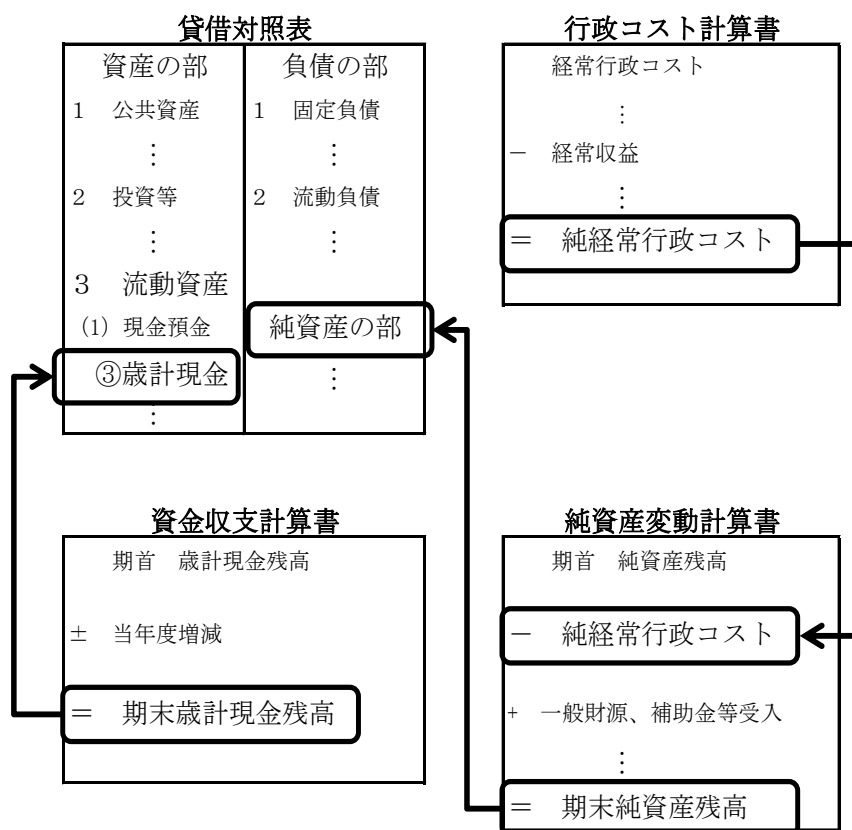 貸借対照表
資産の部
1 公共資産
⋮
2 投資等
⋮
3 流動資産
(1) 現金預金
③歳計現金
⋮
負債の部
1 固定負債
⋮
2 流動負債
⋮
純資産の部
⋮
行政コスト計算書
経常行政コスト
⋮
－ 経常収益
⋮
＝ 純経常行政コスト
資金収支計算書
期首 歳計現金残高
± 当年度増減
＝ 期末歳計現金残高
純資産変動計算書
期首 純資産残高
－ 純経常行政コスト
+ 一般財源、補助金等受入
⋮
＝ 期末純資産残高